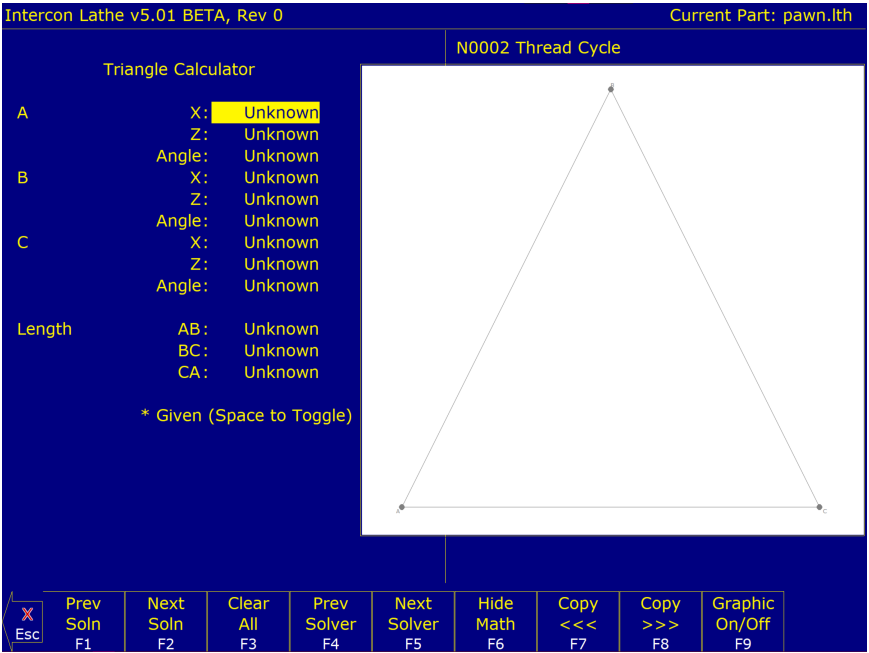 Intercon Lathe v5.01 BETA, Rev 0 Current Part: pawn.lth
N0002 Thread Cycle
Triangle Calculator
A X: Unknown
Z: Unknown
Angle: Unknown
B X: Unknown
Z: Unknown
Angle: Unknown
C X: Unknown
Z: Unknown
Angle: Unknown
Length AB: Unknown
BC: Unknown
CA: Unknown
* Given (Space to Toggle)
B
A
C
X Prev Next Clear Prev Next Hide Copy Copy Graphic
Esc Soln Soln All Solver Solver Math <<< >>> On/Off
F1 F2 F3 F4 F5 F6 F7 F8 F9